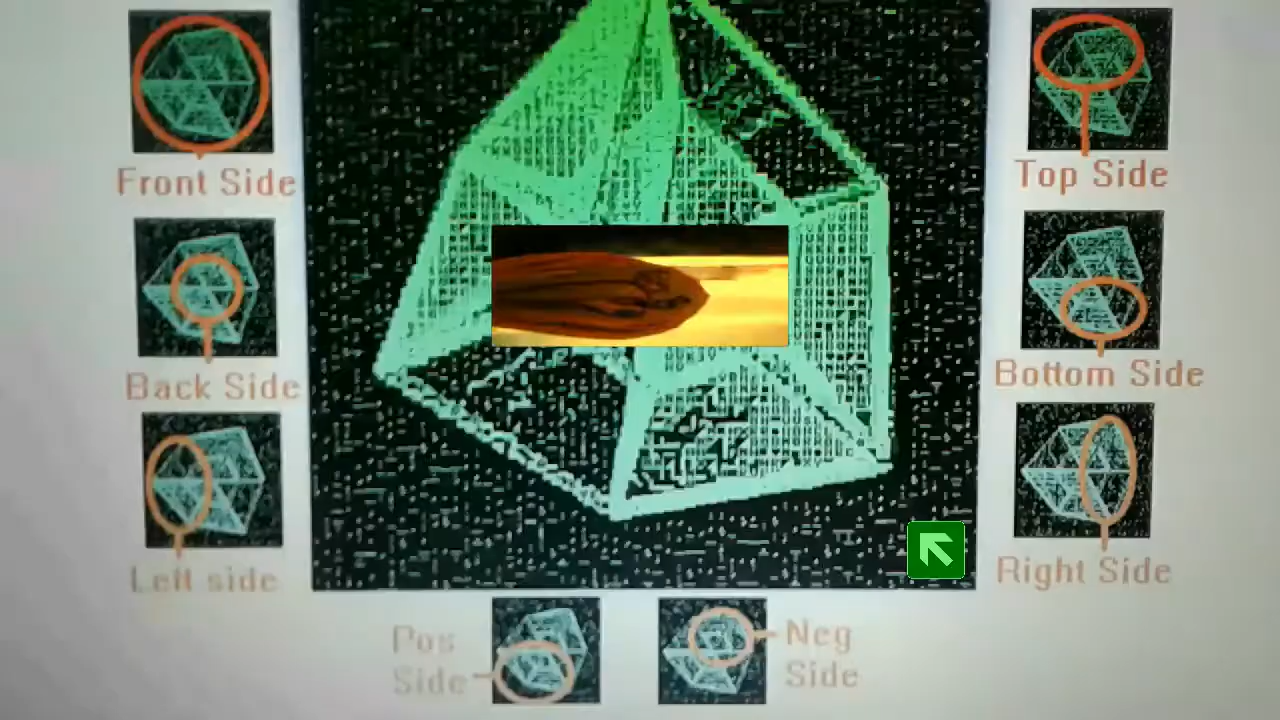 Front Side
Top Side
Back Side
Bottom Side
Left side
Right Side
Pos
Side
Neg
Side